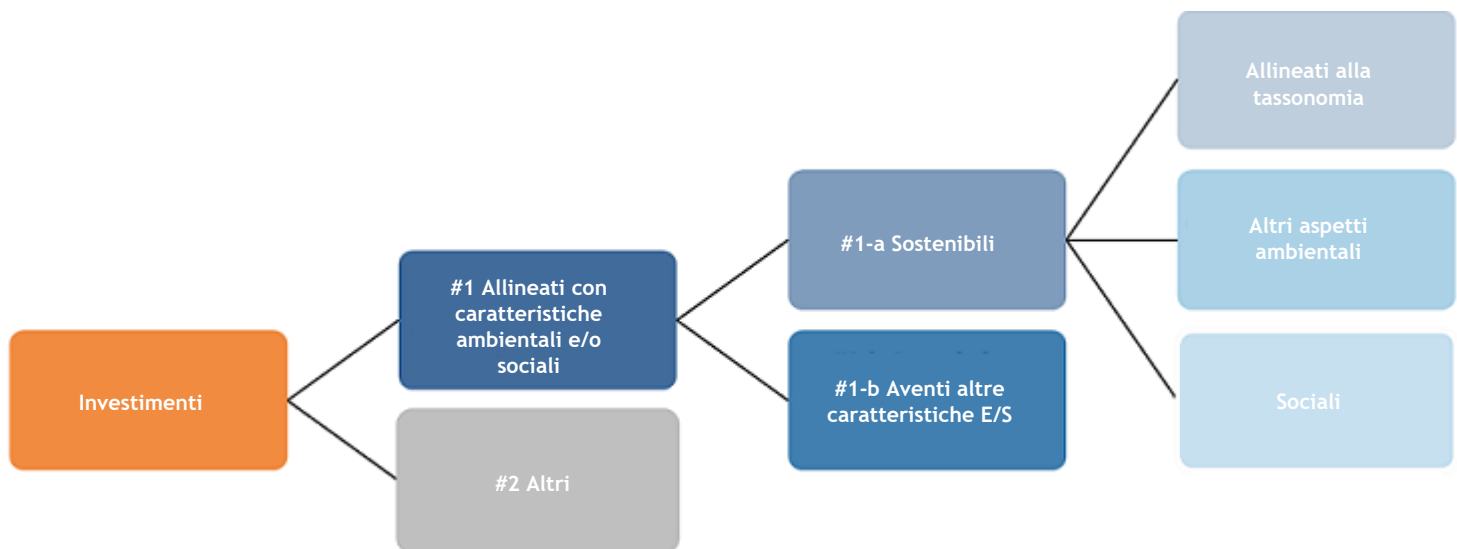 Investimenti
#1 Allineati con
caratteristiche
ambientali e/o
sociali
#2 Altri
#1-a Sostenibili
#1-b Aventi altre
caratteristiche E/S
Allineati alla
tassonomia
Altri aspetti
ambientali
Sociali